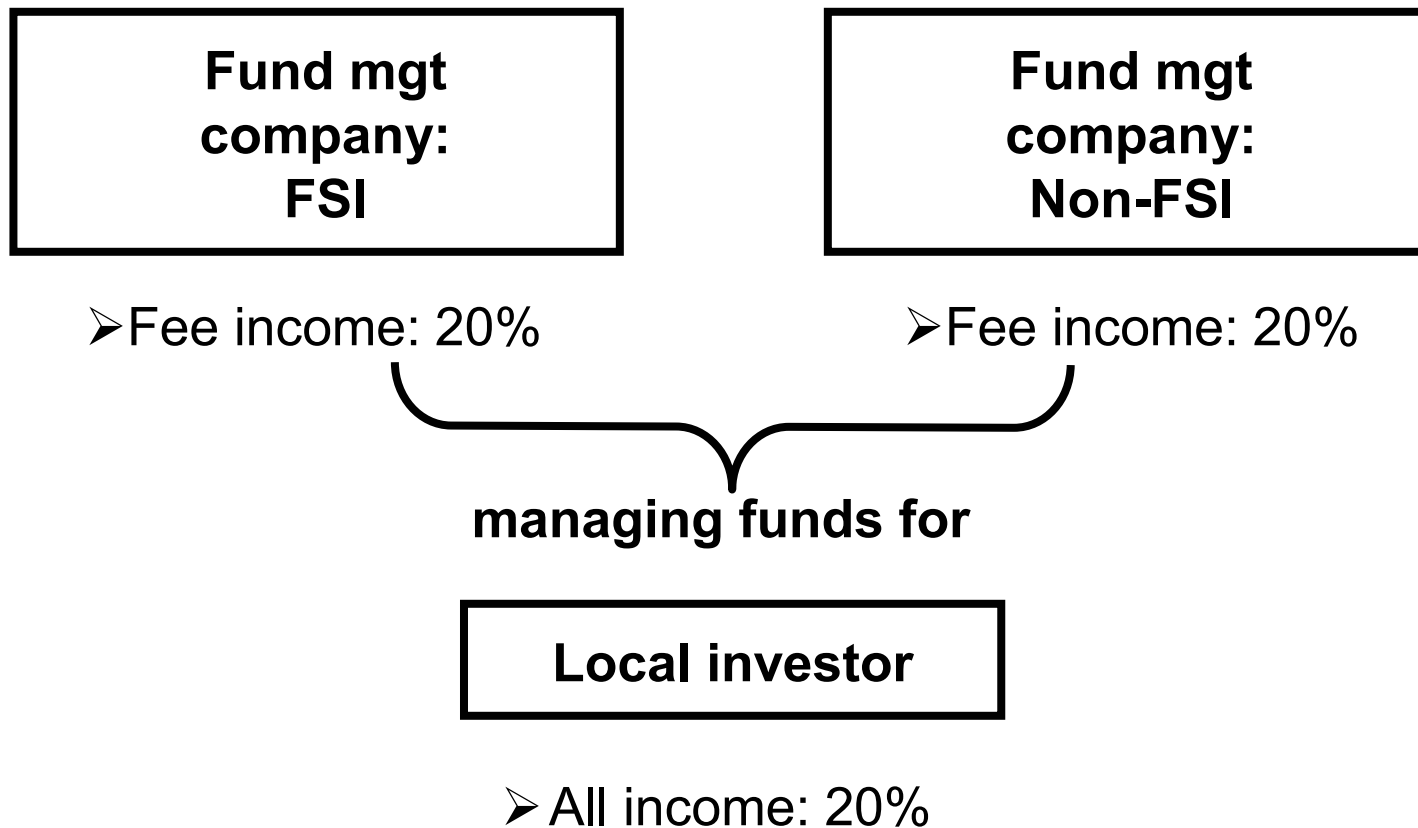 Fund mgt
company:
FSI
Fund mgt
company:
Non-FSI
➢Fee income: 20%
➢Fee income: 20%
managing funds for
Local investor
➢ All income: 20%